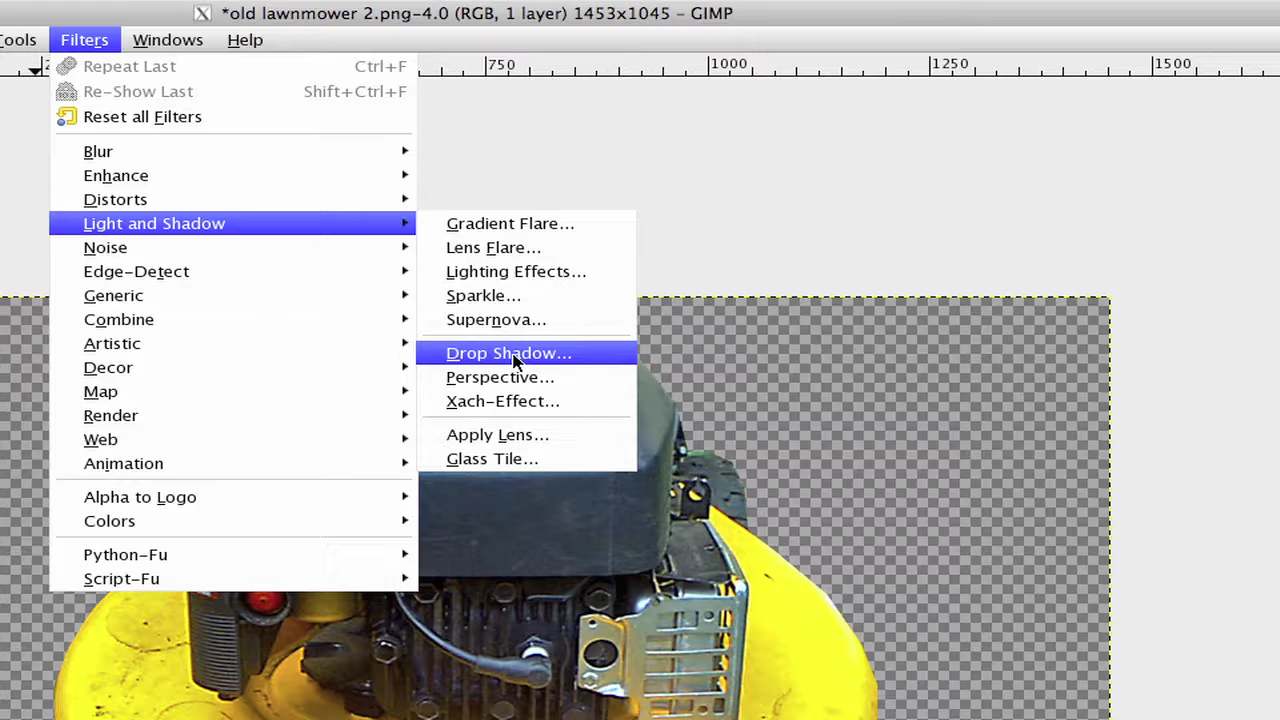 *old lawnmower 2.png-4.0 (RGB, 1 layer) 1453x1045 – GIMP
Tools Filters Windows Help
750 1000 1250 1500
Repeat Last Ctrl+F
Re-Show Last Shift+Ctrl+F
Reset all Filters
Blur
Enhance
Distorts
Light and Shadow
Noise
Edge-Detect
Generic
Combine
Artistic
Decor
Map
Render
Web
Animation
Alpha to Logo
Colors
Python-Fu
Script-Fu
Gradient Flare...
Lens Flare...
Lighting Effects...
Sparkle...
Supernova...
Drop Shadow...
Perspective...
Xach-Effect...
Apply Lens...
Glass Tile...